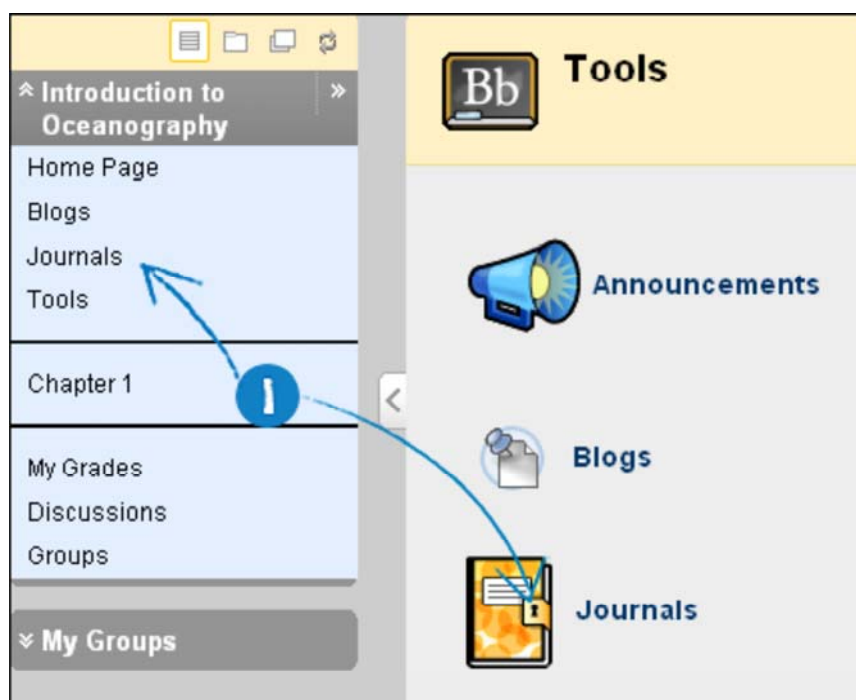 Introduction to
Oceanography
Home Page
Blogs
Journals
Tools
Chapter 1
1
My Grades
Discussions
Groups
My Groups
Bb
Tools
Announcements
Blogs
Journals